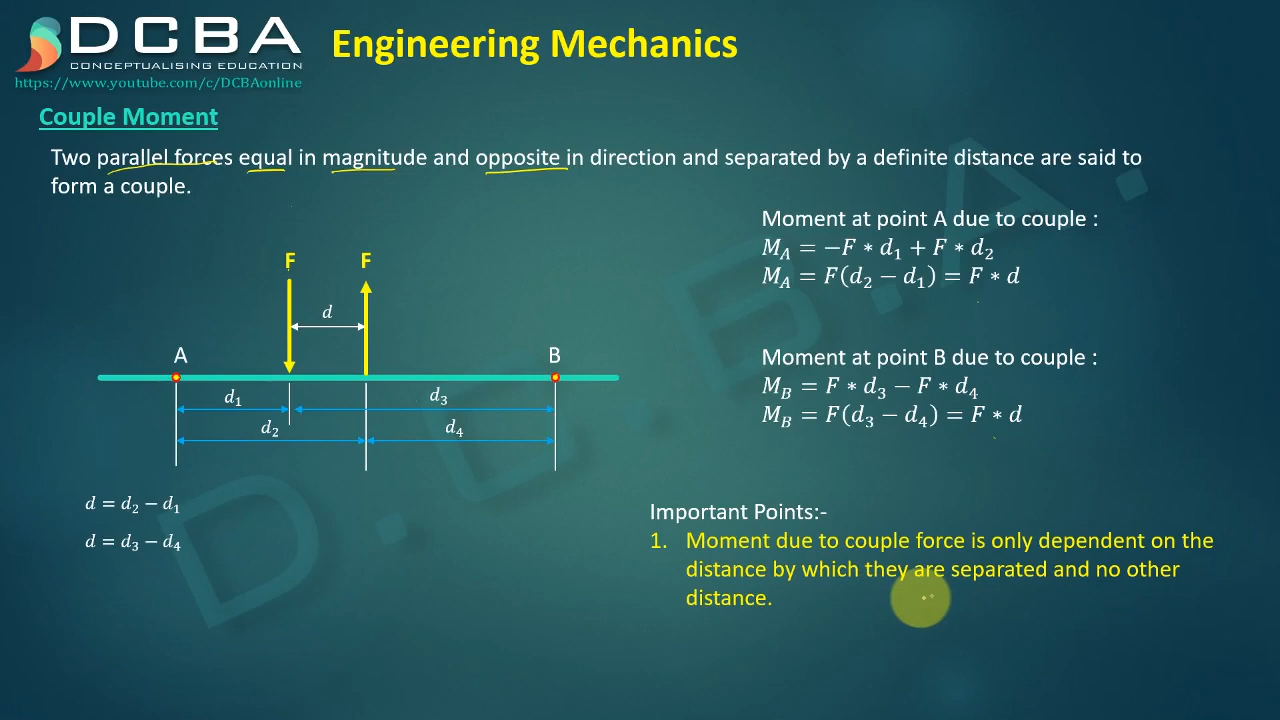 DCBA
CONCEPTUALISING EDUCATION
https://www.youtube.com/c/DCBAonline
Engineering Mechanics
Couple Moment
Two parallel forces equal in magnitude and opposite in direction and separated by a definite distance are said to
form a couple.
F F
d
A B
d₁ d₃
d₂ d₄
d = d₂ − d₁
d = d₃ − d₄
Moment at point A due to couple :
M_A = −F * d₁ + F * d₂
M_A = F(d₂ − d₁) = F * d
Moment at point B due to couple :
M_B = F * d₃ − F * d₄
M_B = F(d₃ − d₄) = F * d
Important Points:-
1. Moment due to couple force is only dependent on the
distance by which they are separated and no other
distance.
D.C.B.A.